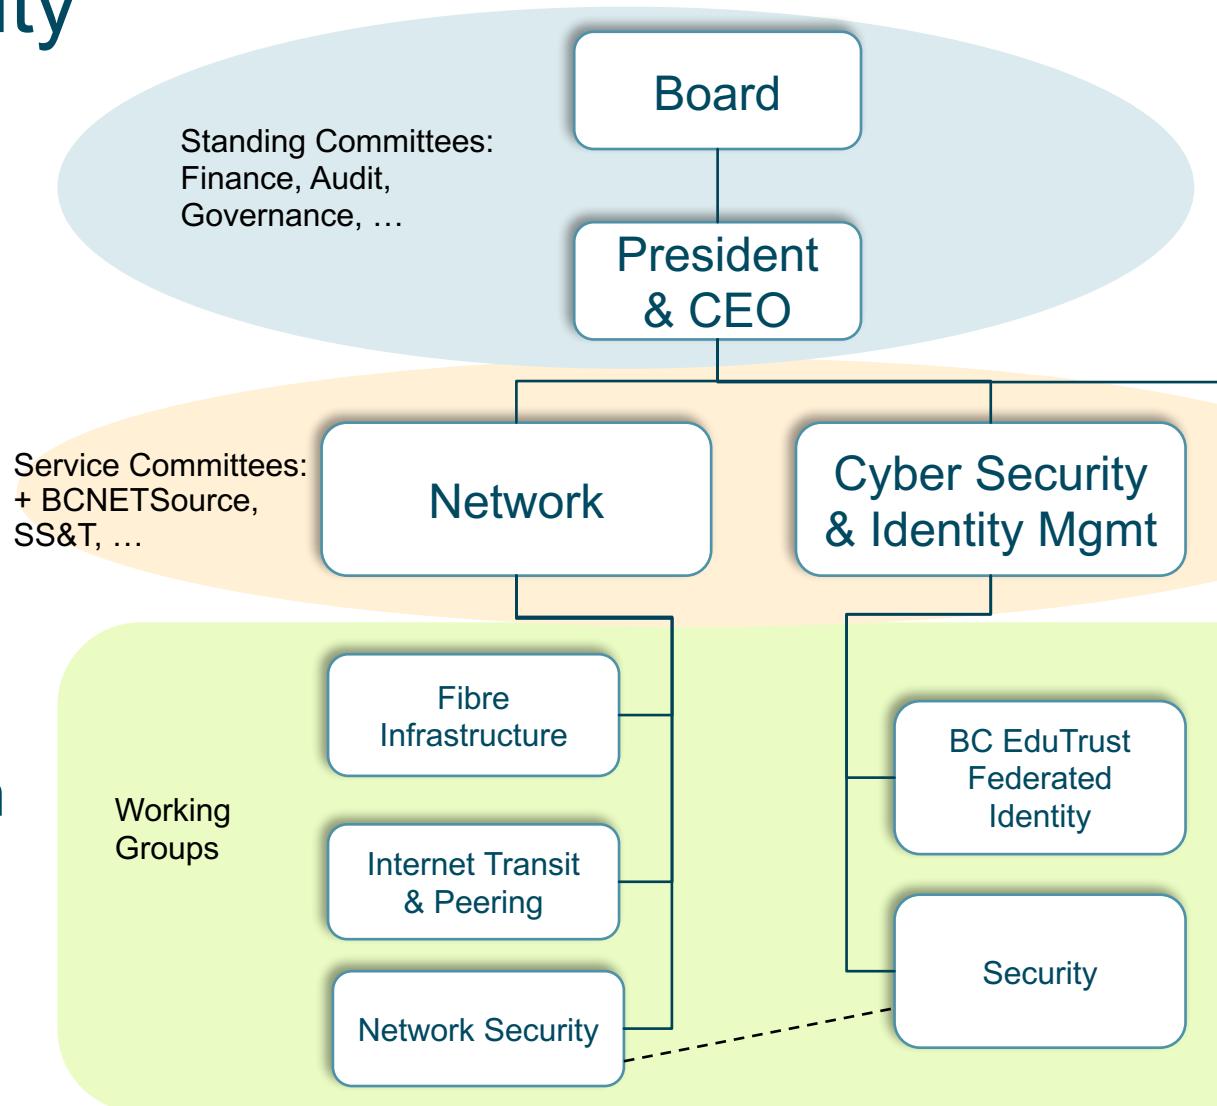 ity
Board
Standing Committees:
Finance, Audit,
Governance, …
President
& CEO
Service Committees:
+ BCNETSource,
SS&T, …
Network
Cyber Security
& Identity Mgmt
Fibre
Infrastructure
BC EduTrust
Federated
Identity
Working
Groups
Internet Transit
& Peering
Security
Network Security